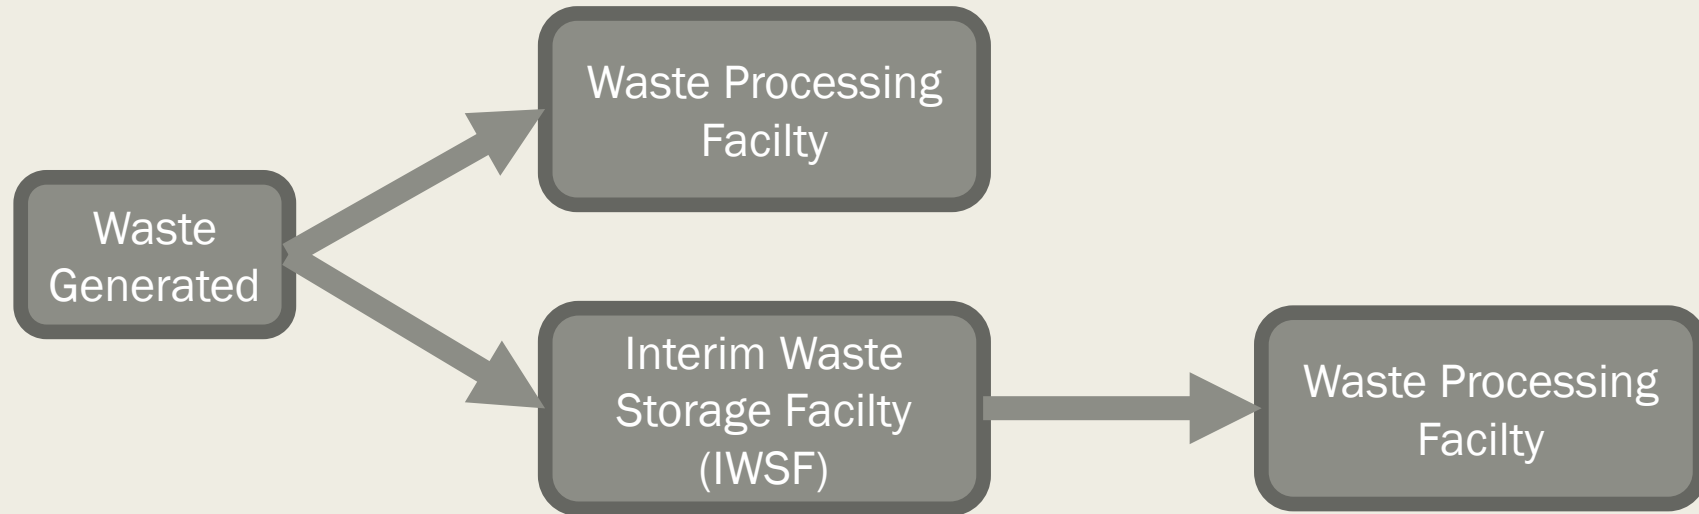 Waste Processing
Facilty
Waste
Generated
Interim Waste
Storage Facilty
(IWSF)
Waste Processing
Facilty